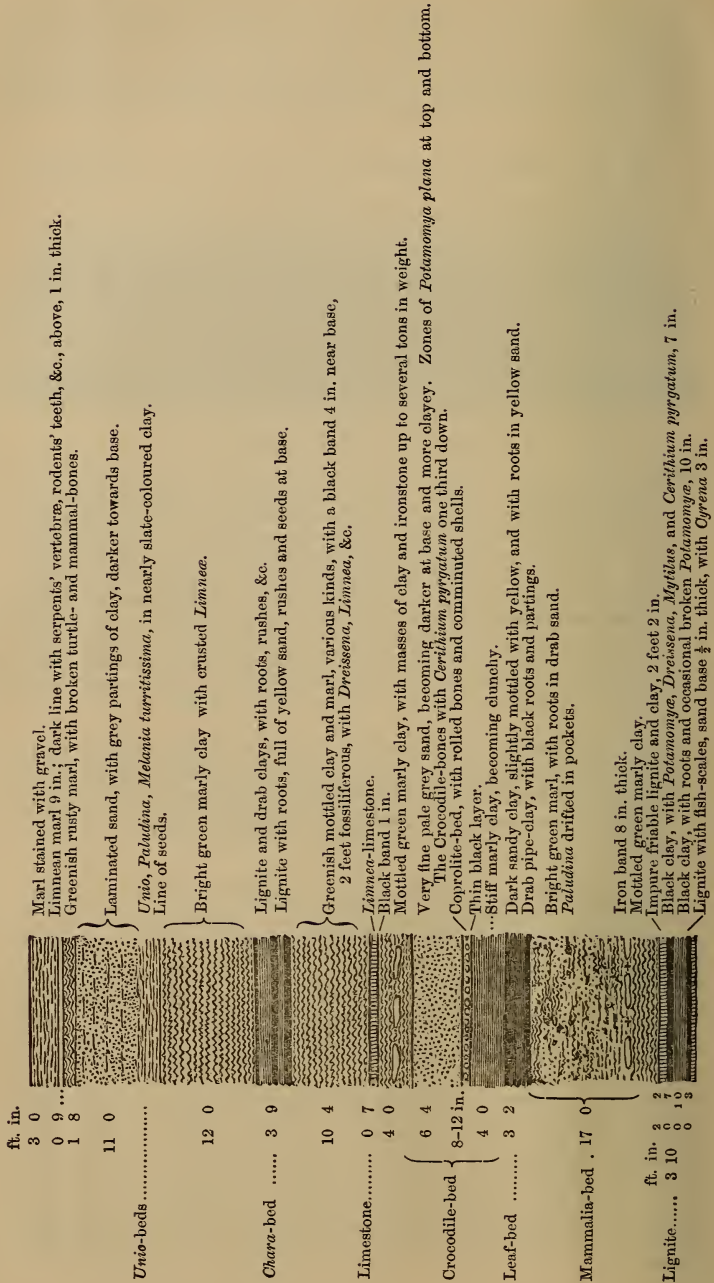 ft. in.
3 0 Marl stained with gravel.
0 9 ... Limnean marl 9 in.; dark line with serpents' vertebræ, rodents' teeth, &c., above, 1 in. thick.
1 8 Greenish rusty marl, with broken turtle- and mammal-bones.
11 0 Laminated sand, with grey partings of clay, darker towards base.
Unio-beds.................. Unio, Paludina, Melania turritissima, in nearly slate-coloured clay.
Line of seeds.
12 0 Bright green marly clay with crusted Limneæ.
Chara-bed ...... 3 9 Lignite and drab clays, with roots, rushes, &c.
Lignite with roots, full of yellow sand, rushes and seeds at base.
10 4 Greenish mottled clay and marl, various kinds, with a black band 4 in. near base,
2 feet fossiliferous, with Dreissena, Limnea, &c.
Limestone......... 0 7 Limnea-limestone.
Black band 1 in.
4 0 Mottled green marly clay, with masses of clay and ironstone up to several tons in weight.
6 4 Very fine pale grey sand, becoming darker at base and more clayey. Zones of Potamomya plana at top and bottom.
The Crocodile-bones with Cerithium pyrgatum one third down.
Crocodile-bed 8–12 in. Coprolite-bed, with rolled bones and comminuted shells.
Thin black layer.
4 0 ...Stiff marly clay, becoming clunchy.
Leaf-bed ......... 3 2 Dark sandy clay, slightly mottled with yellow, and with roots in yellow sand.
Drab pipe-clay, with black roots and partings.
Mammalia-bed . 17 0 Bright green marl, with roots in drab sand.
Paludina drifted in pockets.
Iron band 8 in. thick.
Mottled green marly clay.
ft. in. 2 2 Impure friable lignite and clay, 2 feet 2 in.
Lignite...... 3 10 0 7 Black clay, with Potamomyæ, Dreissena, Mytilus, and Cerithium pyrgatum, 7 in.
0 10 Black clay, with roots and occasional broken Potamomyæ, 10 in.
0 3 Lignite with fish-scales, sand base ½ in. thick, with Cyrena 3 in.